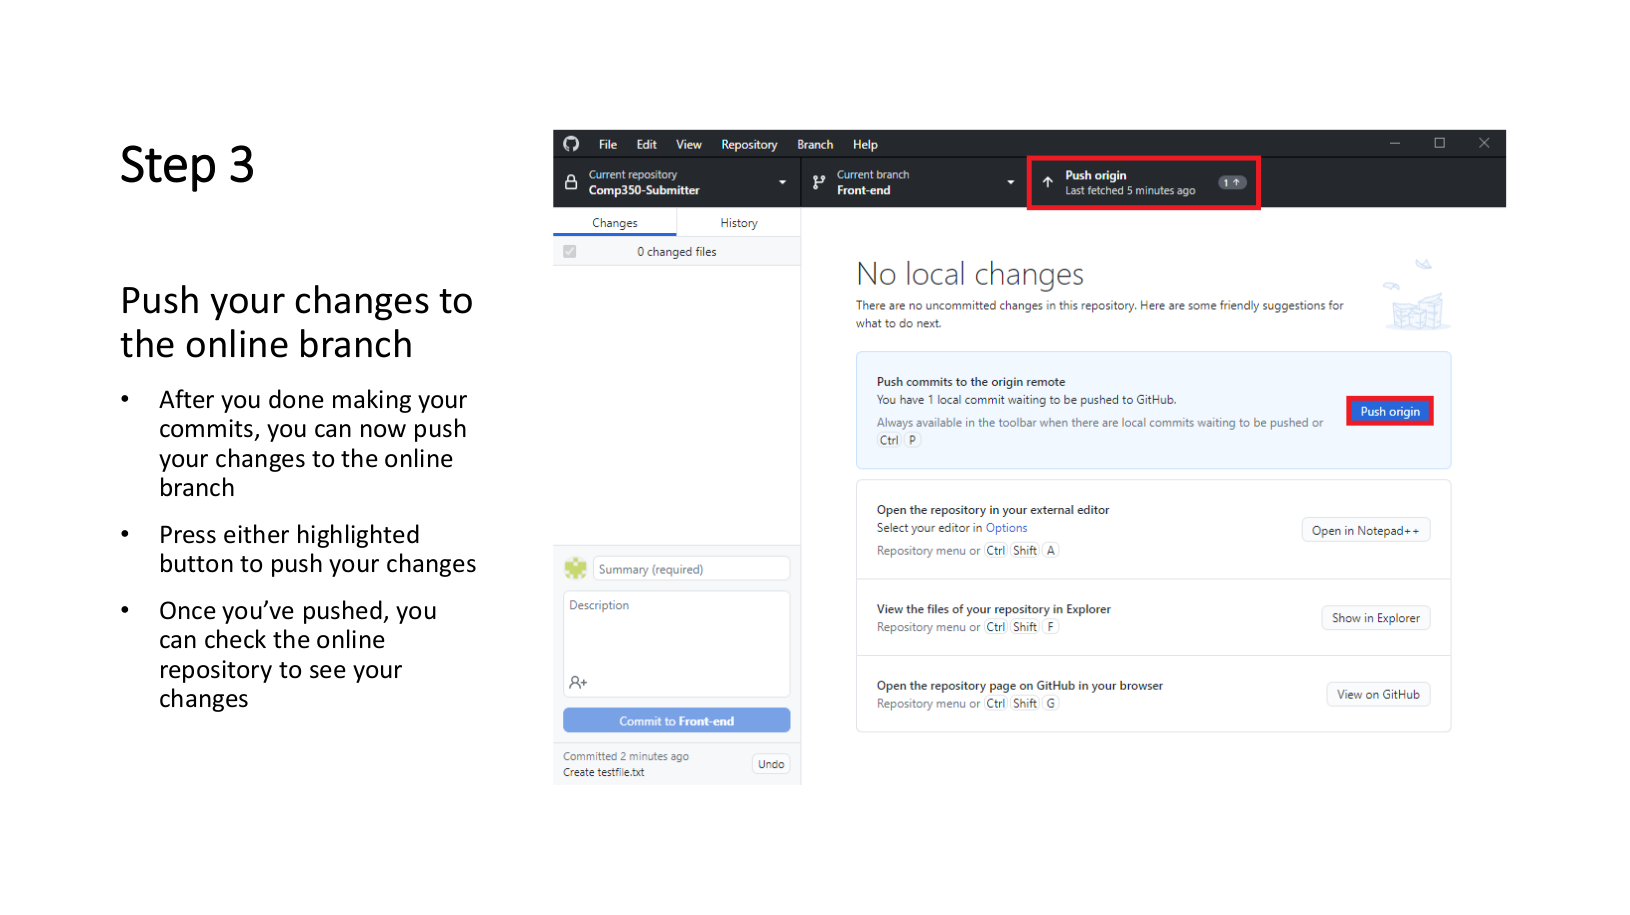 Step 3
Push your changes to
the online branch
• After you done making your
commits, you can now push
your changes to the online
branch
• Press either highlighted
button to push your changes
• Once you’ve pushed, you
can check the online
repository to see your
changes
File Edit View Repository Branch Help
Current repository
Comp350-Submitter
Current branch
Front-end
Push origin
Last fetched 5 minutes ago
1
Changes History
0 changed files
No local changes
There are no uncommitted changes in this repository. Here are some friendly suggestions for
what to do next.
Push commits to the origin remote
You have 1 local commit waiting to be pushed to GitHub.
Always available in the toolbar when there are local commits waiting to be pushed or
Ctrl P
Push origin
Open the repository in your external editor
Select your editor in Options
Repository menu or Ctrl Shift A
Open in Notepad++
View the files of your repository in Explorer
Repository menu or Ctrl Shift F
Show in Explorer
Open the repository page on GitHub in your browser
Repository menu or Ctrl Shift G
View on GitHub
Summary (required)
Description
Commit to Front-end
Committed 2 minutes ago
Create testfile.txt
Undo